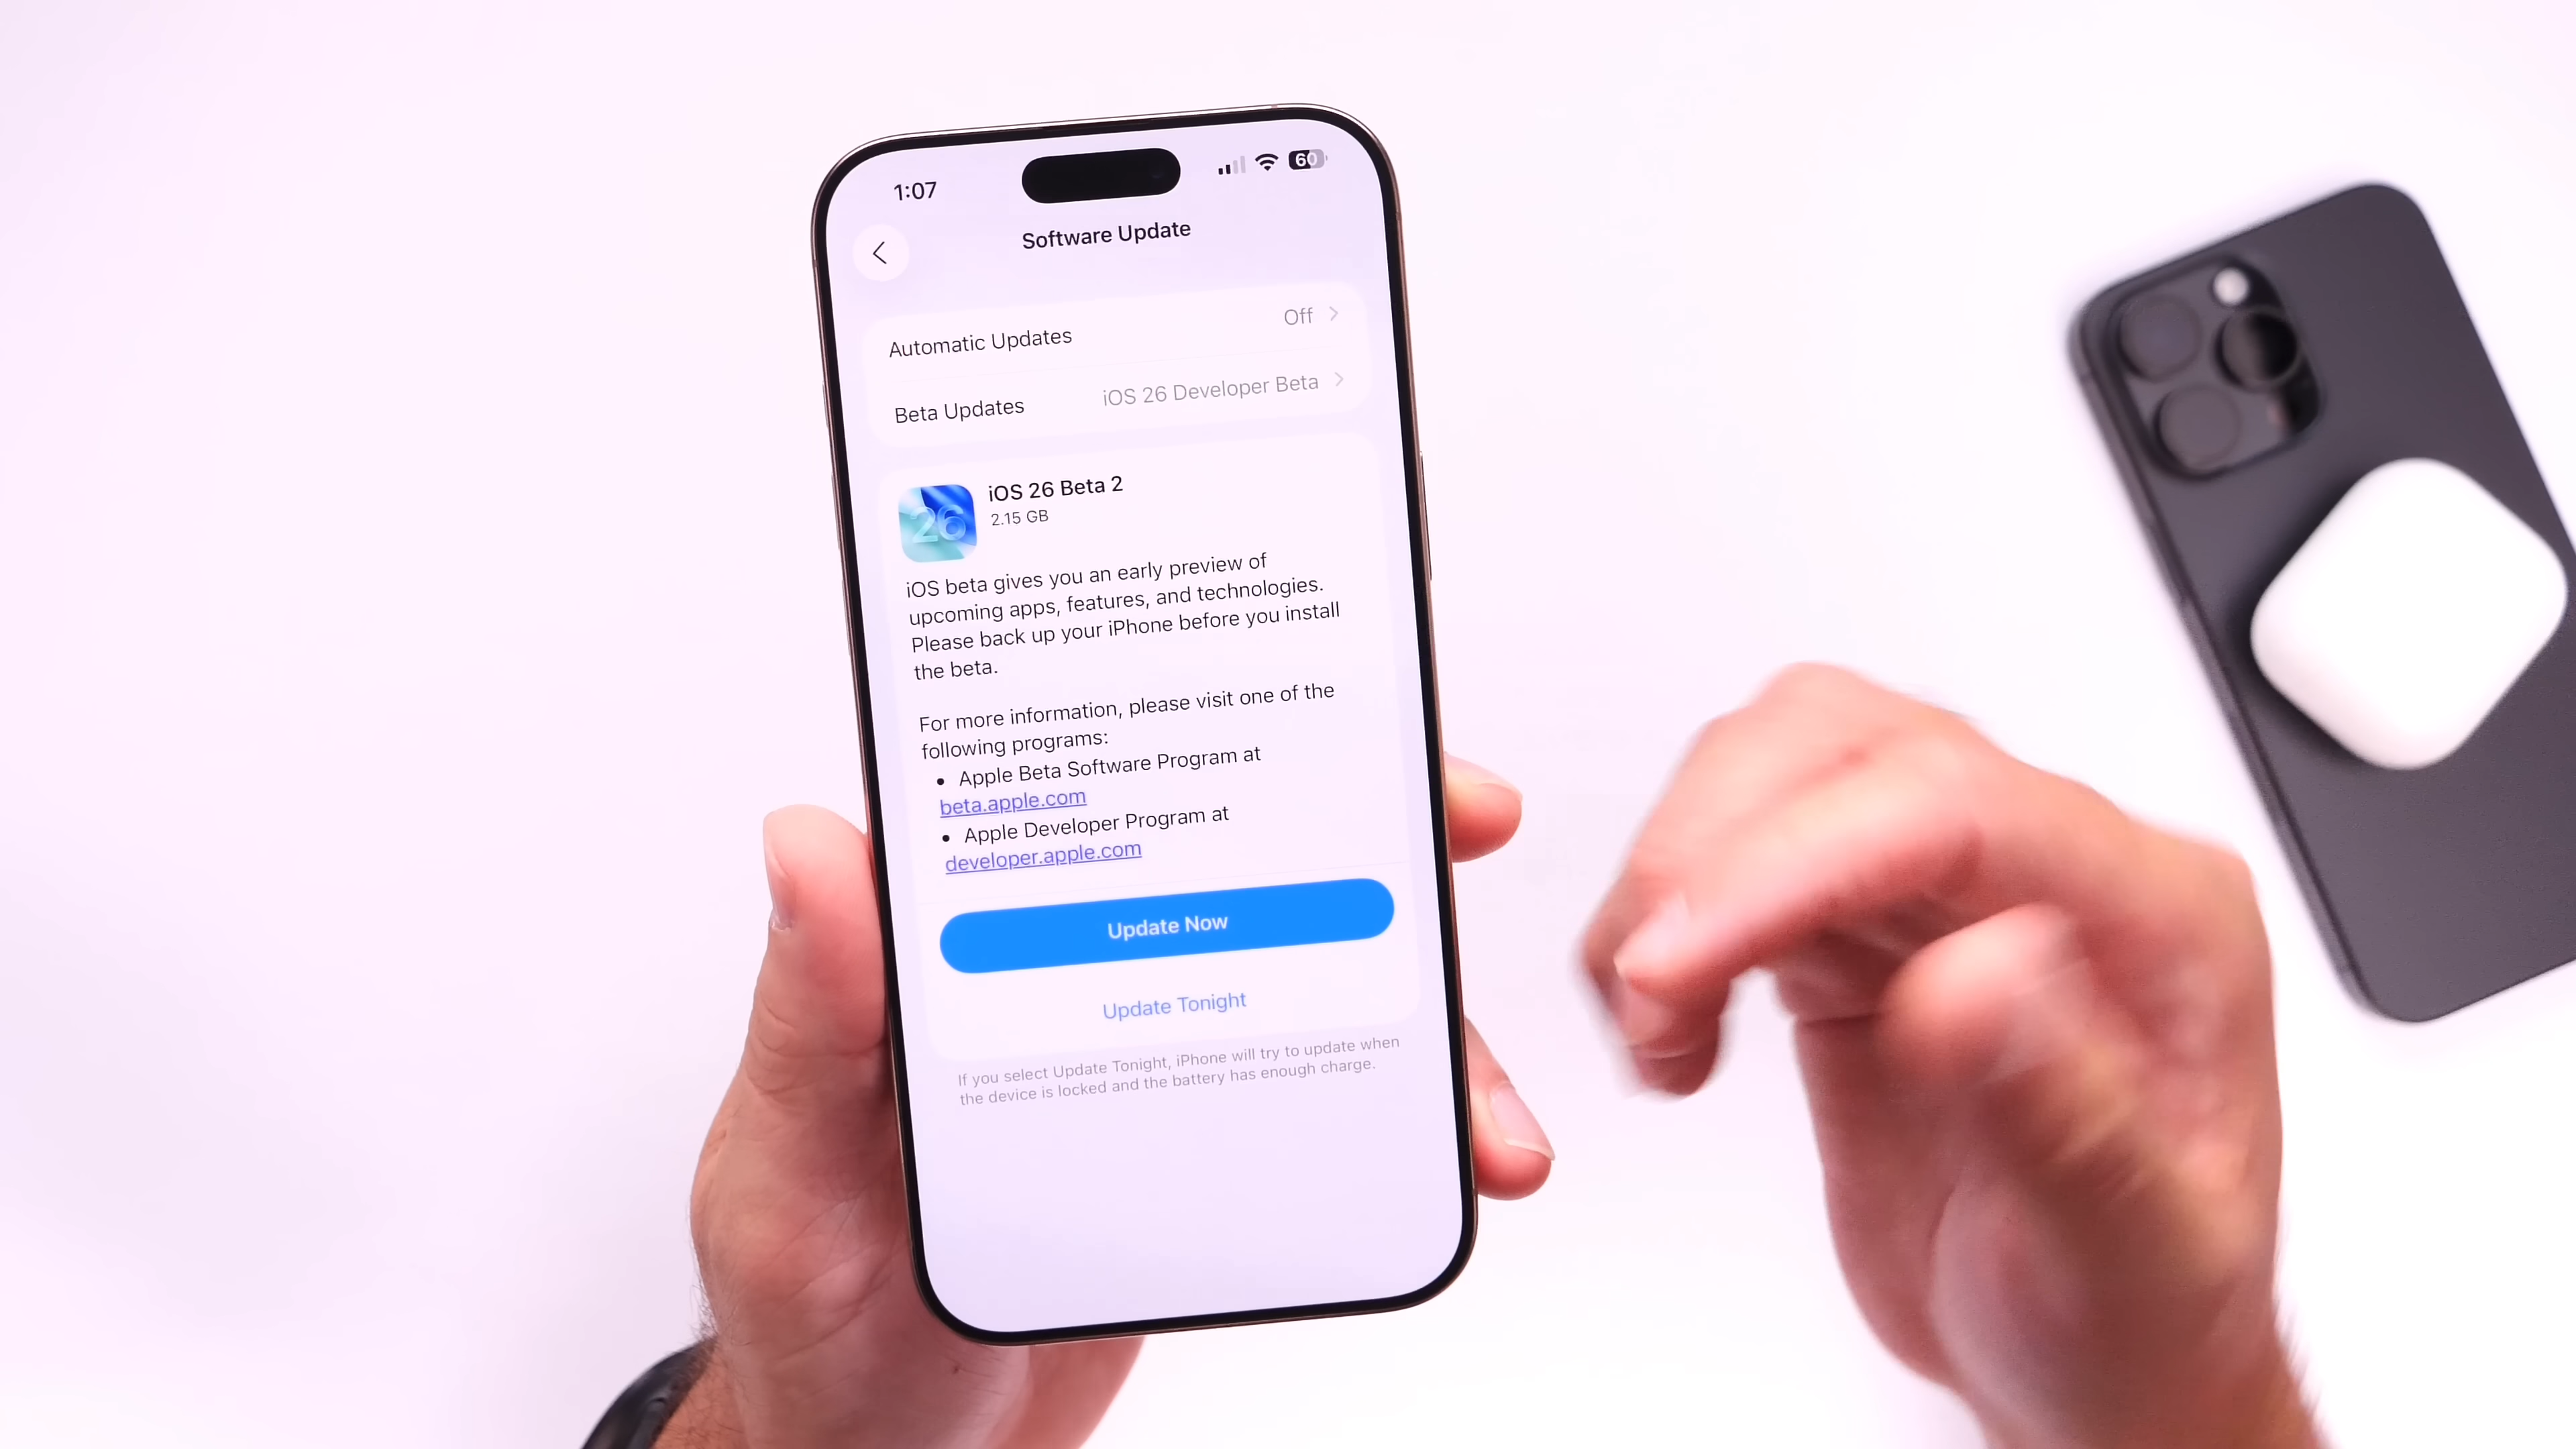 1:07
60
Software Update
Automatic Updates Off
Beta Updates iOS 26 Developer Beta
26
iOS 26 Beta 2
2.15 GB
iOS beta gives you an early preview of
upcoming apps, features, and technologies.
Please back up your iPhone before you install
the beta.
For more information, please visit one of the
following programs:
• Apple Beta Software Program at
beta.apple.com
• Apple Developer Program at
developer.apple.com
Update Now
Update Tonight
If you select Update Tonight, iPhone will try to update when
the device is locked and the battery has enough charge.